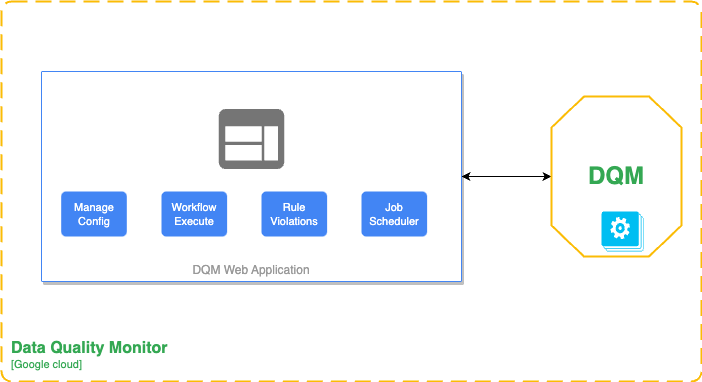 Manage
Config
Workflow
Execute
Rule
Violations
Job
Scheduler
DQM Web Application
DQM
Data Quality Monitor
[Google cloud]